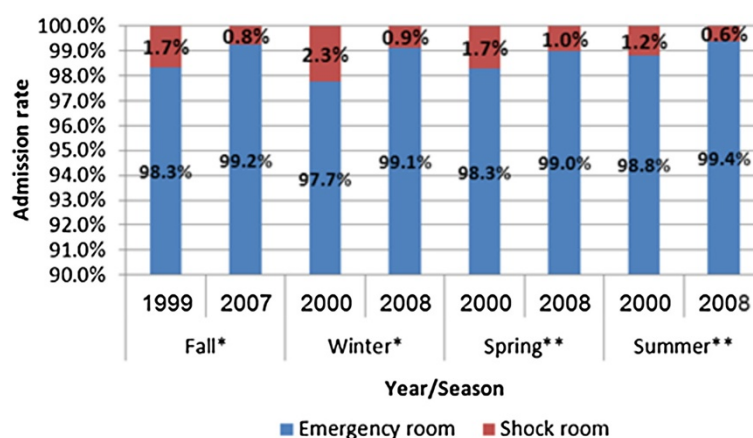 100.0%
99.0%
98.0%
97.0%
96.0%
95.0%
94.0%
93.0%
92.0%
91.0%
90.0%
Admission rate
1.7% 0.8% 2.3% 0.9% 1.7% 1.0% 1.2% 0.6%
98.3% 99.2% 97.7% 99.1% 98.3% 99.0% 98.8% 99.4%
1999 2007 2000 2008 2000 2008 2000 2008
Fall* Winter* Spring** Summer**
Year/Season
Emergency room Shock room